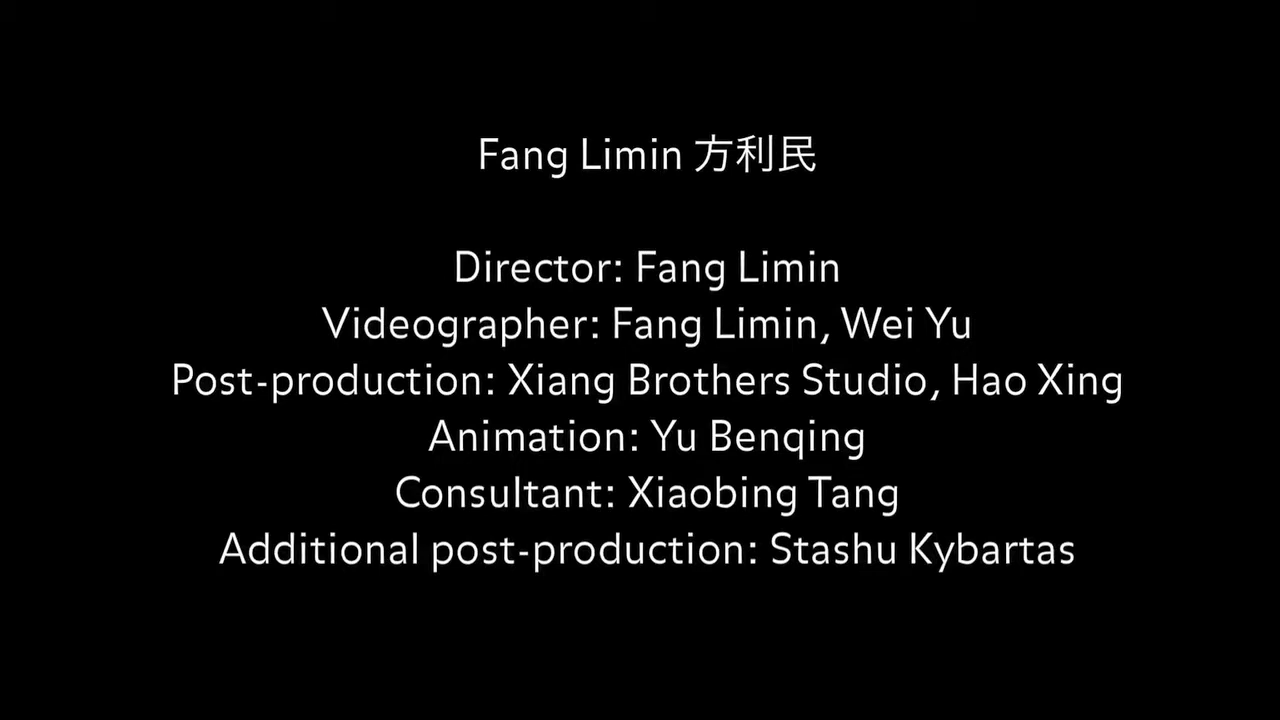 Fang Limin 方利民
Director: Fang Limin
Videographer: Fang Limin, Wei Yu
Post-production: Xiang Brothers Studio, Hao Xing
Animation: Yu Benqing
Consultant: Xiaobing Tang
Additional post-production: Stashu Kybartas